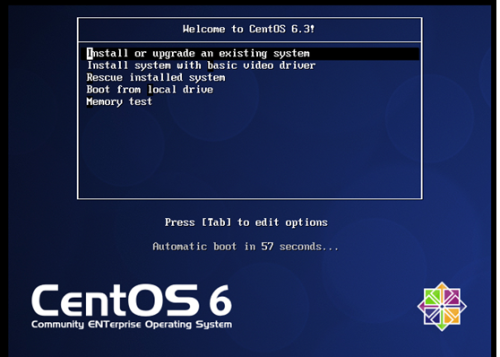 Welcome to CentOS 6.3!
Install or upgrade an existing system
Install system with basic video driver
Rescue installed system
Boot from local drive
Memory test
Press [Tab] to edit options
Automatic boot in 57 seconds...
CentOS 6
Community ENTerprise Operating System